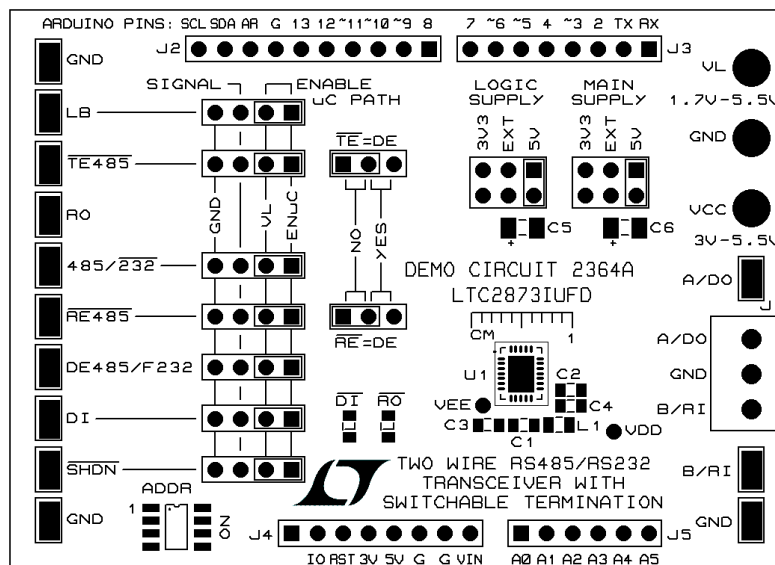 ARDUINO PINS: SCL SDA AR G 13 12 ~11 ~10 ~9 8 7 ~6 ~5 4 ~3 2 TX RX
J2
J3
GND
SIGNAL
ENABLE
uC PATH
LOGIC
SUPPLY
MAIN
SUPPLY
VL
1.7V-5.5V
LB
TE485
TE=DE
3V3
EXT
5V
3V3
EXT
5V
GND
RO
GND
VL
ENuC
NO
YES
C5
C6
+
+
VCC
3V-5.5V
485/232
DEMO CIRCUIT 2364A
LTC2873IUFD
A/DO
J
RE485
RE=DE
CM
1
A/DO
DE485/F232
U1
C2
GND
DI
RO
VEE
C4
B/RI
DI
C3
C1
L1
VDD
SHDN
TWO WIRE RS485/RS232
TRANSCEIVER WITH
SWITCHABLE TERMINATION
B/RI
ADDR
1
ON
GND
J4
J5
GND
IO RST 3V 5V G G VIN
A0 A1 A2 A3 A4 A5